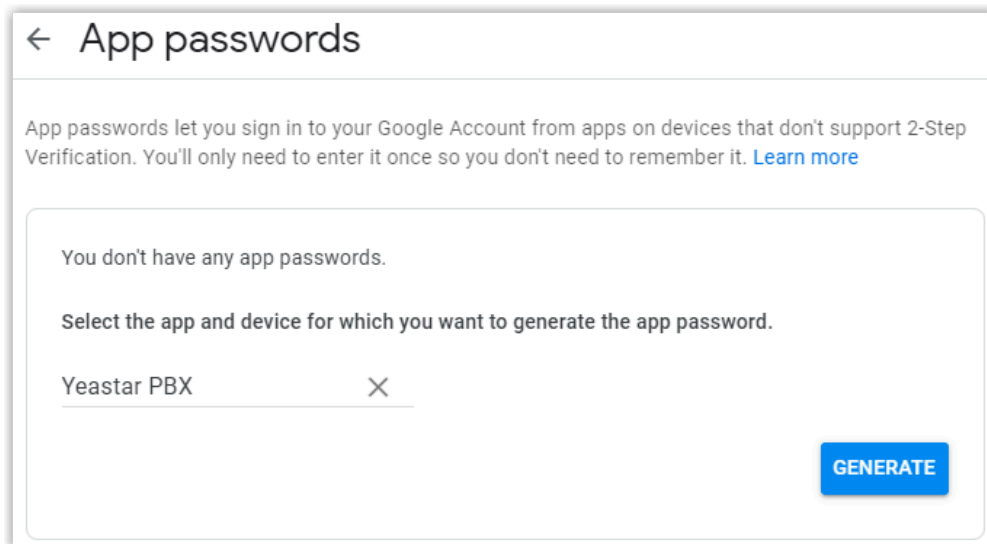 App passwords
App passwords let you sign in to your Google Account from apps on devices that don't support 2-Step
Verification. You'll only need to enter it once so you don't need to remember it. Learn more
You don't have any app passwords.
Select the app and device for which you want to generate the app password.
Yeastar PBX
GENERATE